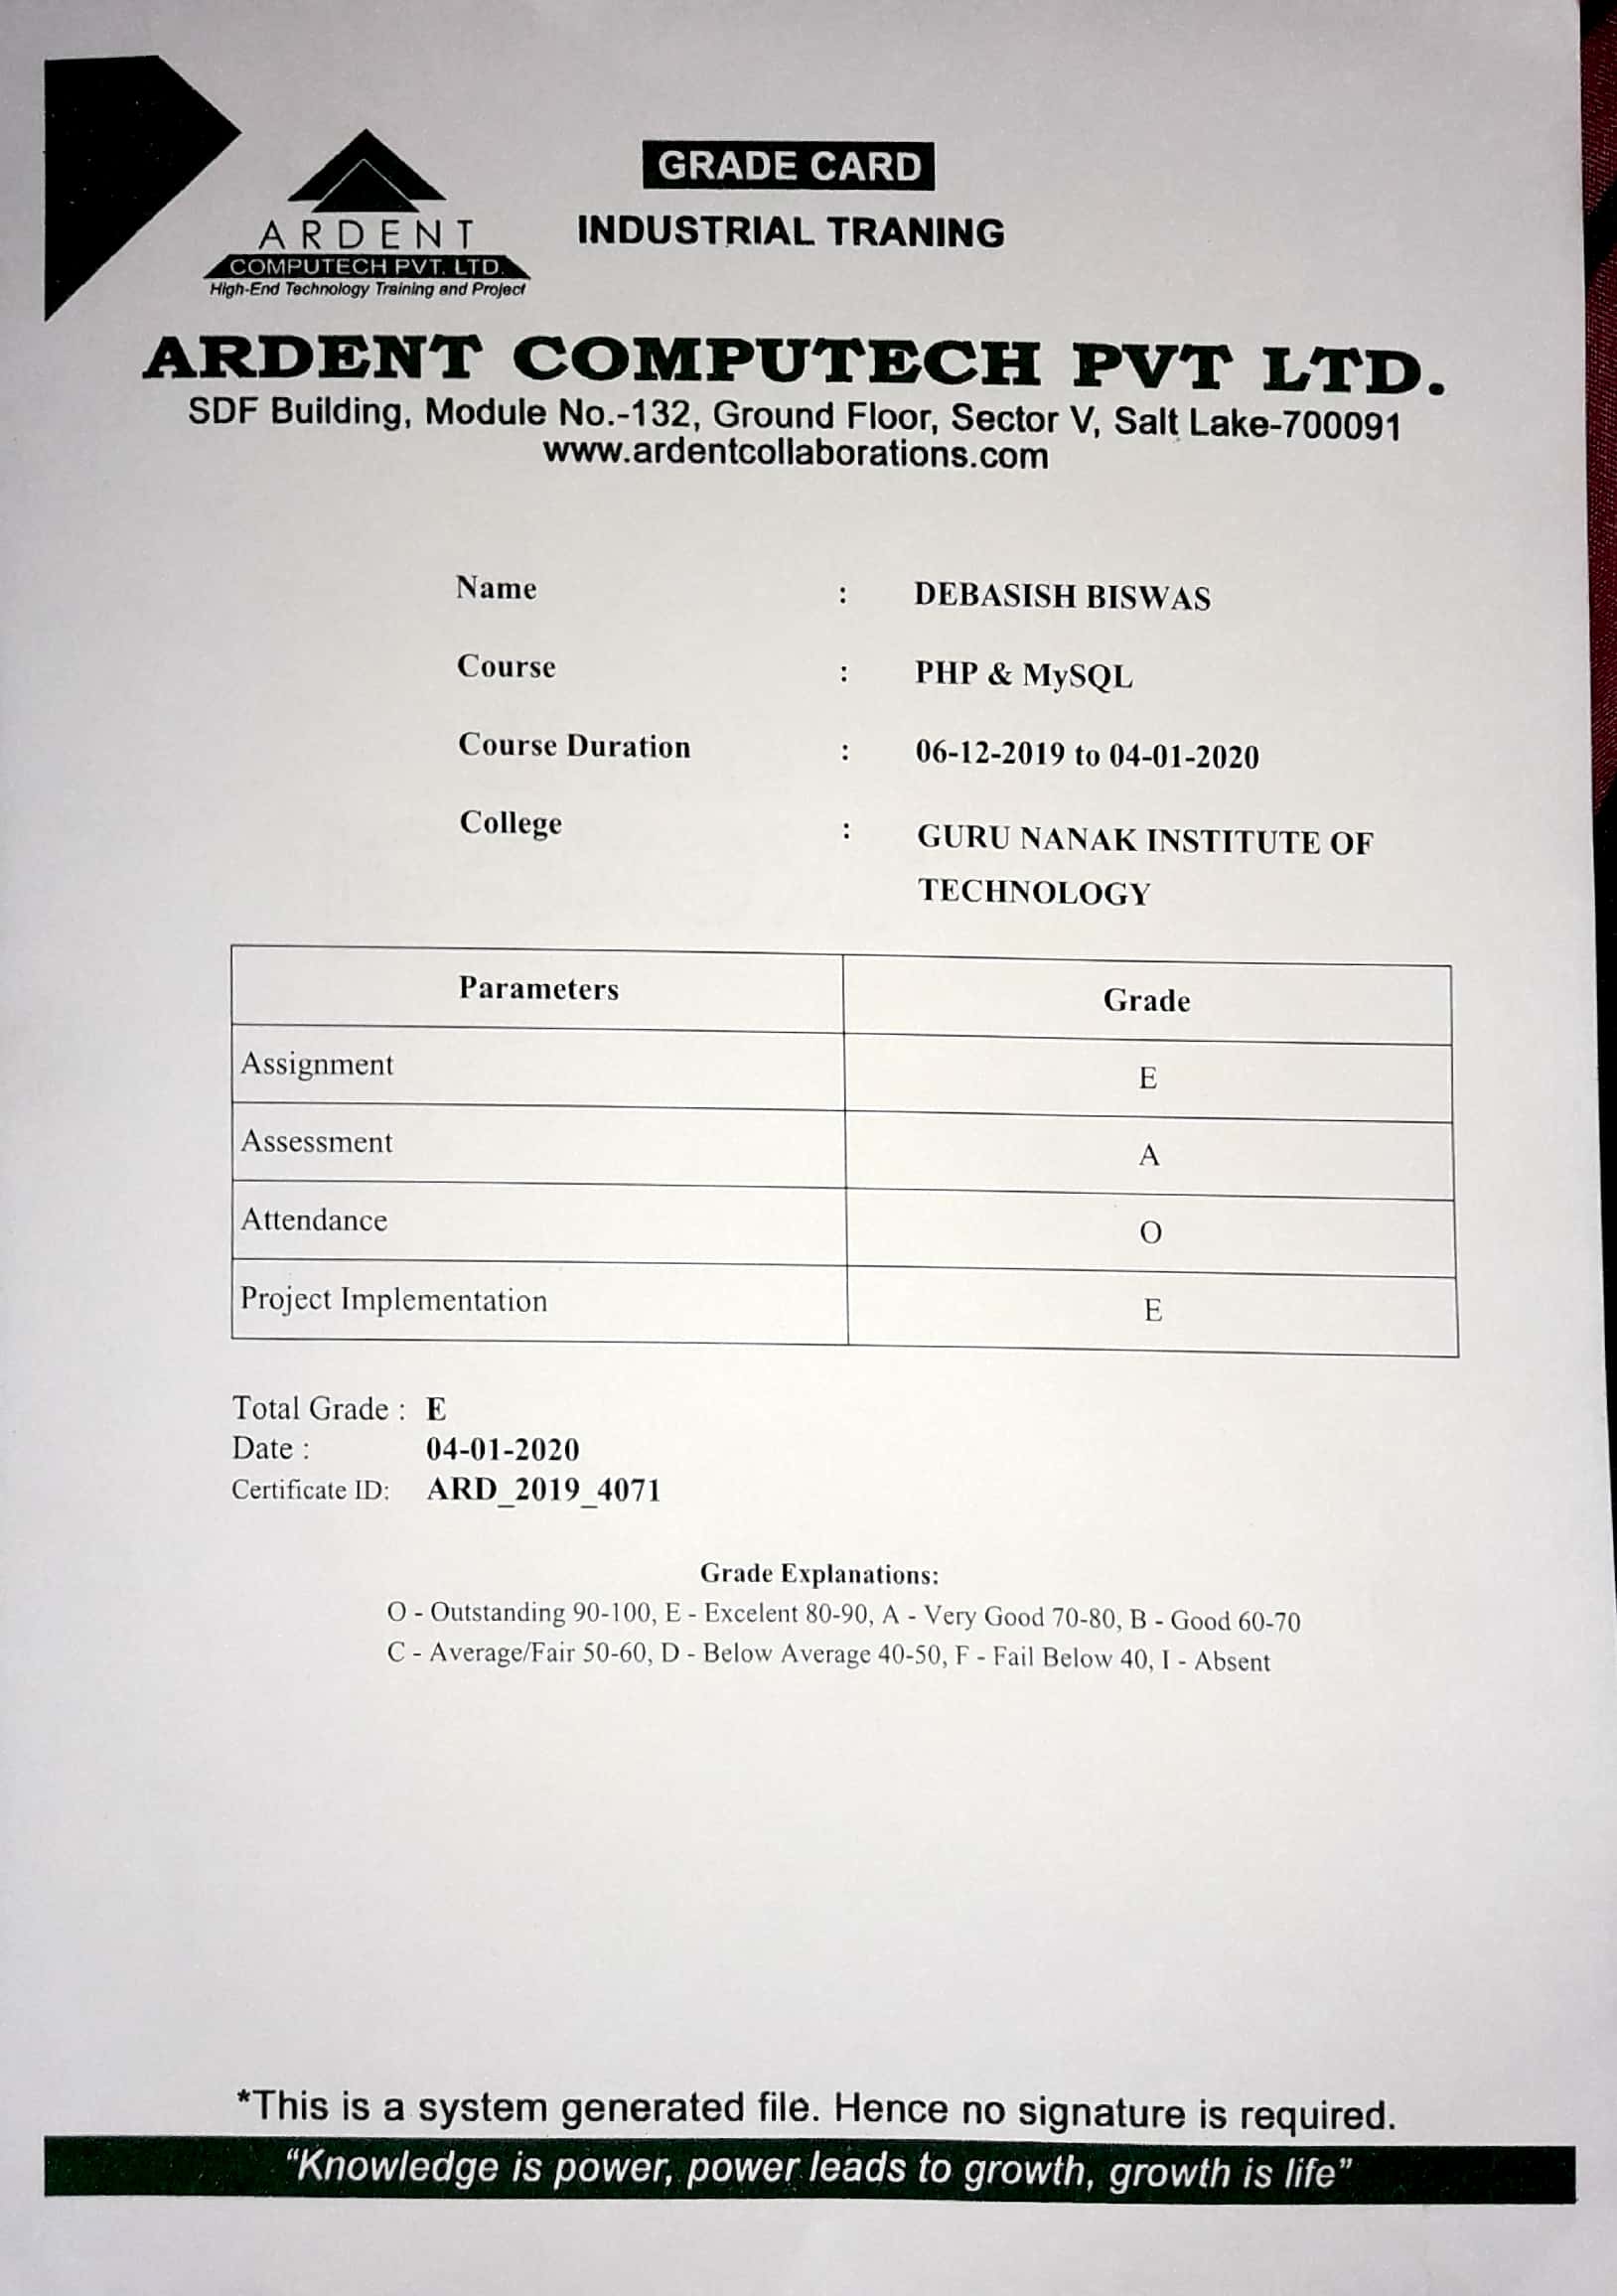 GRADE CARD
INDUSTRIAL TRANING
ARDENT
COMPUTECH PVT. LTD.
High-End Technology Training and Project
ARDENT COMPUTECH PVT LTD.
SDF Building, Module No.-132, Ground Floor, Sector V, Salt Lake-700091
www.ardentcollaborations.com
Name : DEBASISH BISWAS
Course : PHP & MySQL
Course Duration : 06-12-2019 to 04-01-2020
College : GURU NANAK INSTITUTE OF
TECHNOLOGY
Parameters Grade
Assignment E
Assessment A
Attendance O
Project Implementation E
Total Grade : E
Date : 04-01-2020
Certificate ID: ARD_2019_4071
Grade Explanations:
O - Outstanding 90-100, E - Excelent 80-90, A - Very Good 70-80, B - Good 60-70
C - Average/Fair 50-60, D - Below Average 40-50, F - Fail Below 40, I - Absent
*This is a system generated file. Hence no signature is required.
“Knowledge is power, power leads to growth, growth is life”